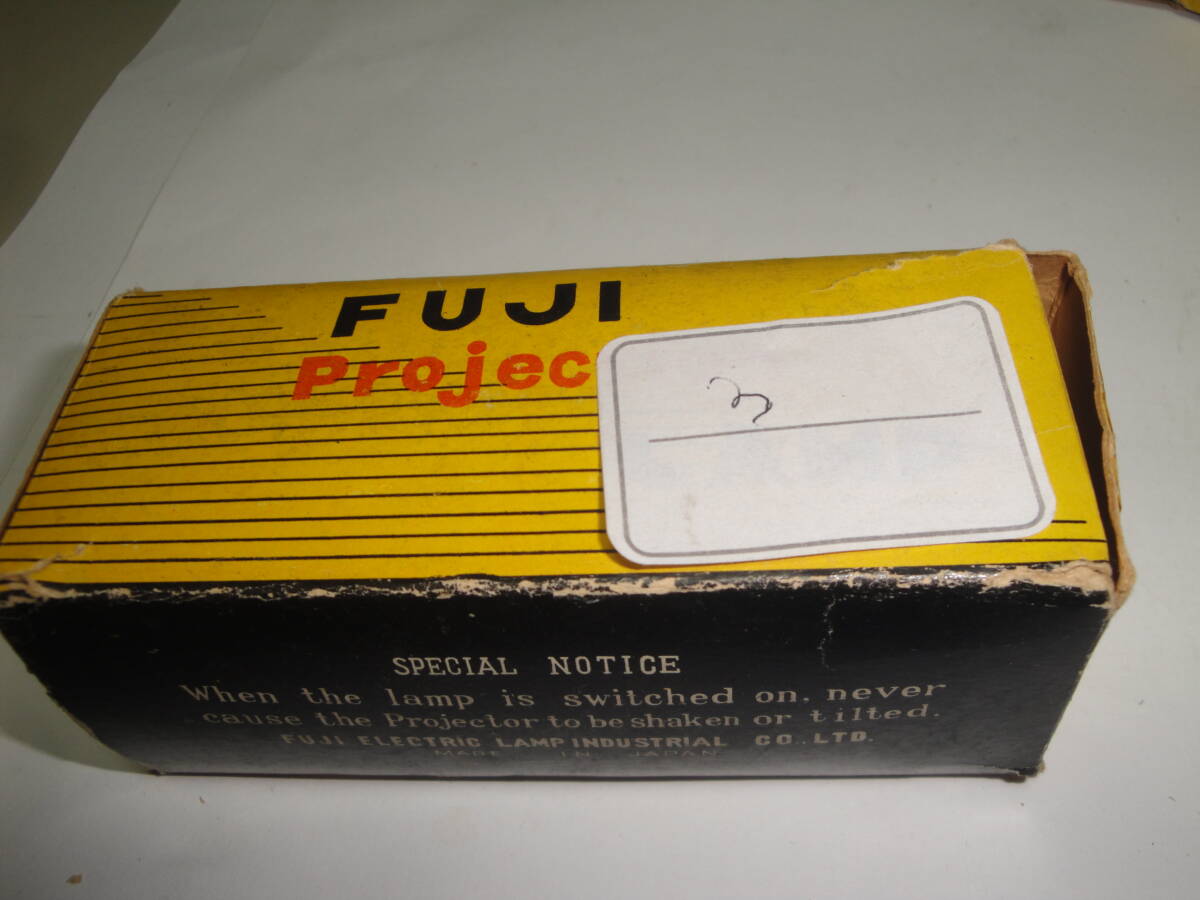 FUJI
Projec
3
SPECIAL NOTICE
When the lamp is switched on, never
cause the Projector to be shaken or tilted.
FUJI ELECTRIC LAMP INDUSTRIAL CO., LTD.
MADE IN JAPAN